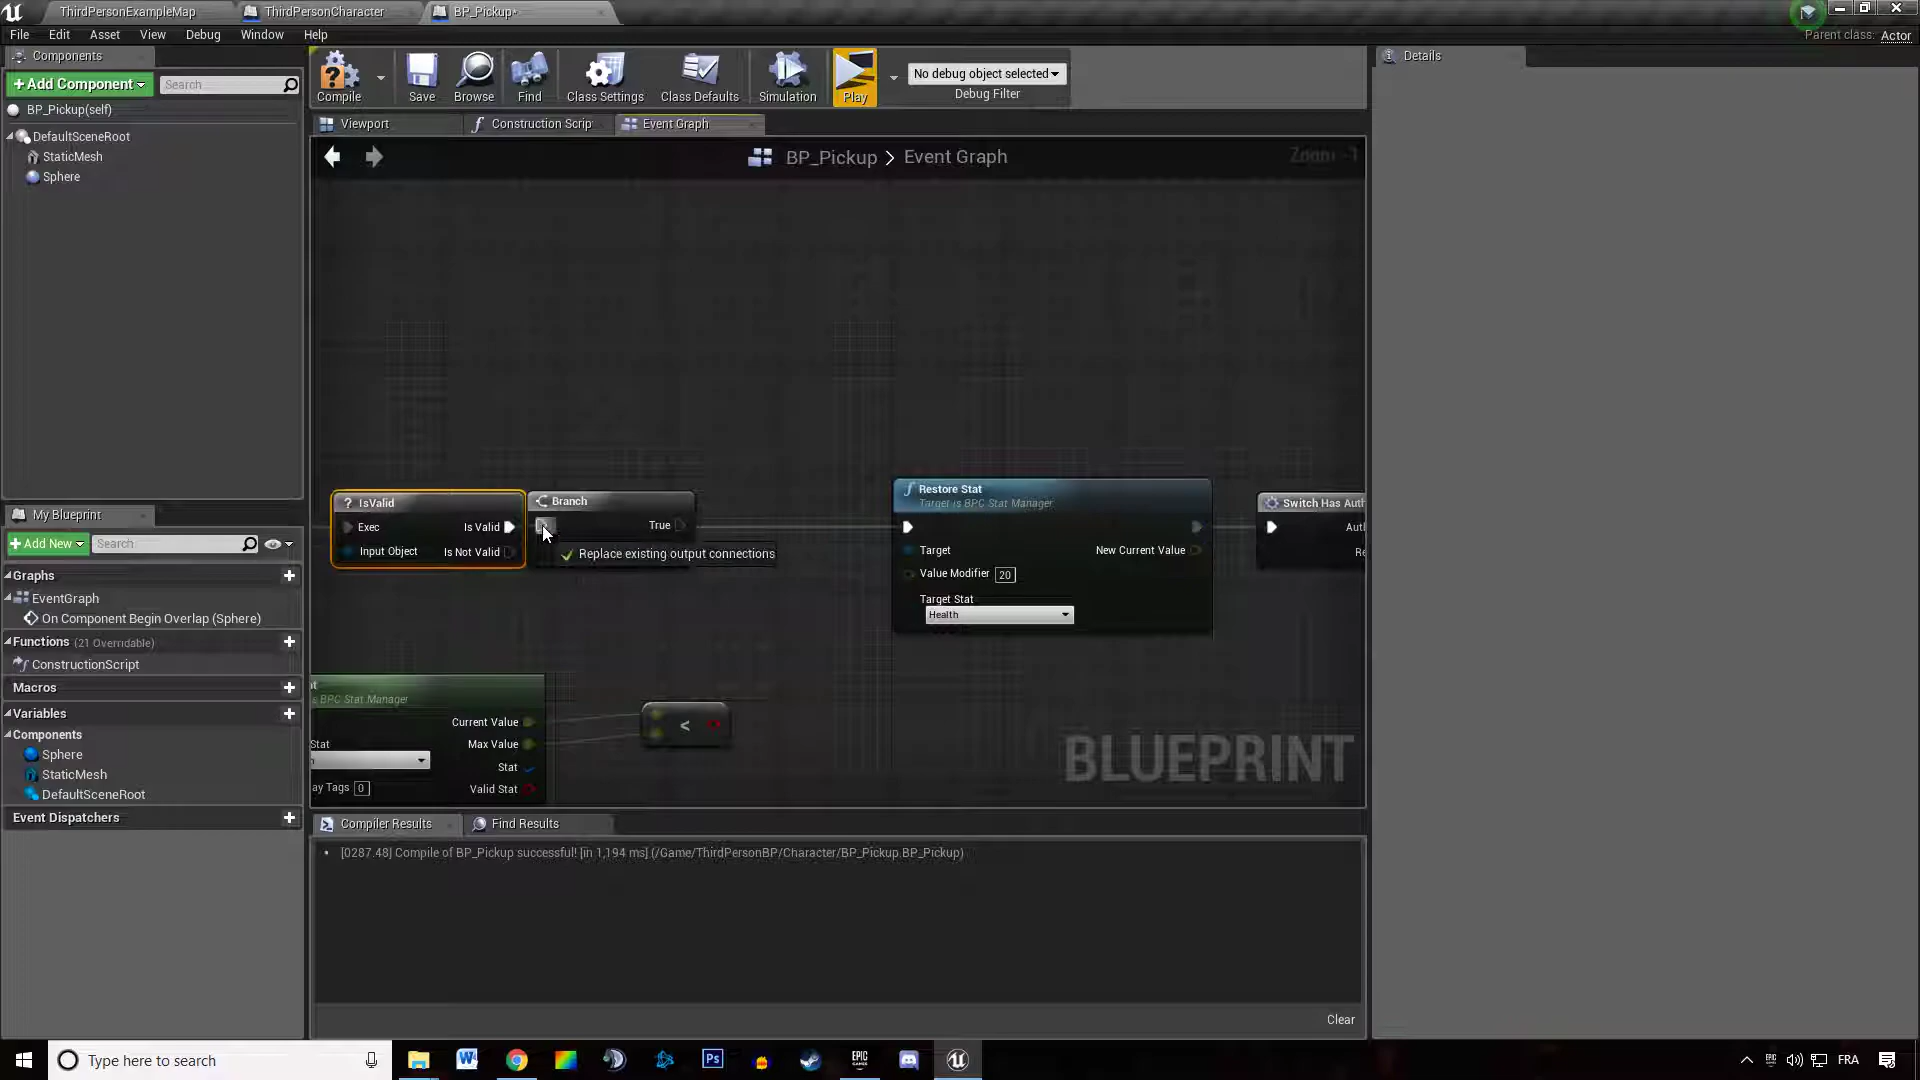 ThirdPersonExampleMap
ThirdPersonCharacter
BP_Pickup*
File
Edit
Asset
View
Debug
Window
Help
Parent class: Actor
Components
+ Add Component
Search
BP_Pickup(self)
DefaultSceneRoot
StaticMesh
Sphere
Compile
Save
Browse
Find
Class Settings
Class Defaults
Simulation
Play
No debug object selected
Debug Filter
Details
Viewport
Construction Scrip
Event Graph
BP_Pickup > Event Graph
Zoom -1
IsValid
Exec
Is Valid
Input Object
Is Not Valid
Branch
True
Replace existing output connections
Restore Stat
Target is BPC Stat Manager
Target
New Current Value
Value Modifier 20
Target Stat
Health
Switch Has Auth
Auth
Re
s BPC Stat Manager
Current Value
Stat
Max Value
Stat
ay Tags 0
Valid Stat
<
BLUEPRINT
My Blueprint
+ Add New
Search
Graphs
EventGraph
On Component Begin Overlap (Sphere)
Functions (21 Overridable)
ConstructionScript
Macros
Variables
Components
Sphere
StaticMesh
DefaultSceneRoot
Event Dispatchers
Compiler Results
Find Results
[0287.48] Compile of BP_Pickup successful! [in 1,194 ms] (/Game/ThirdPersonBP/Character/BP_Pickup.BP_Pickup)
Clear
Type here to search
FRA